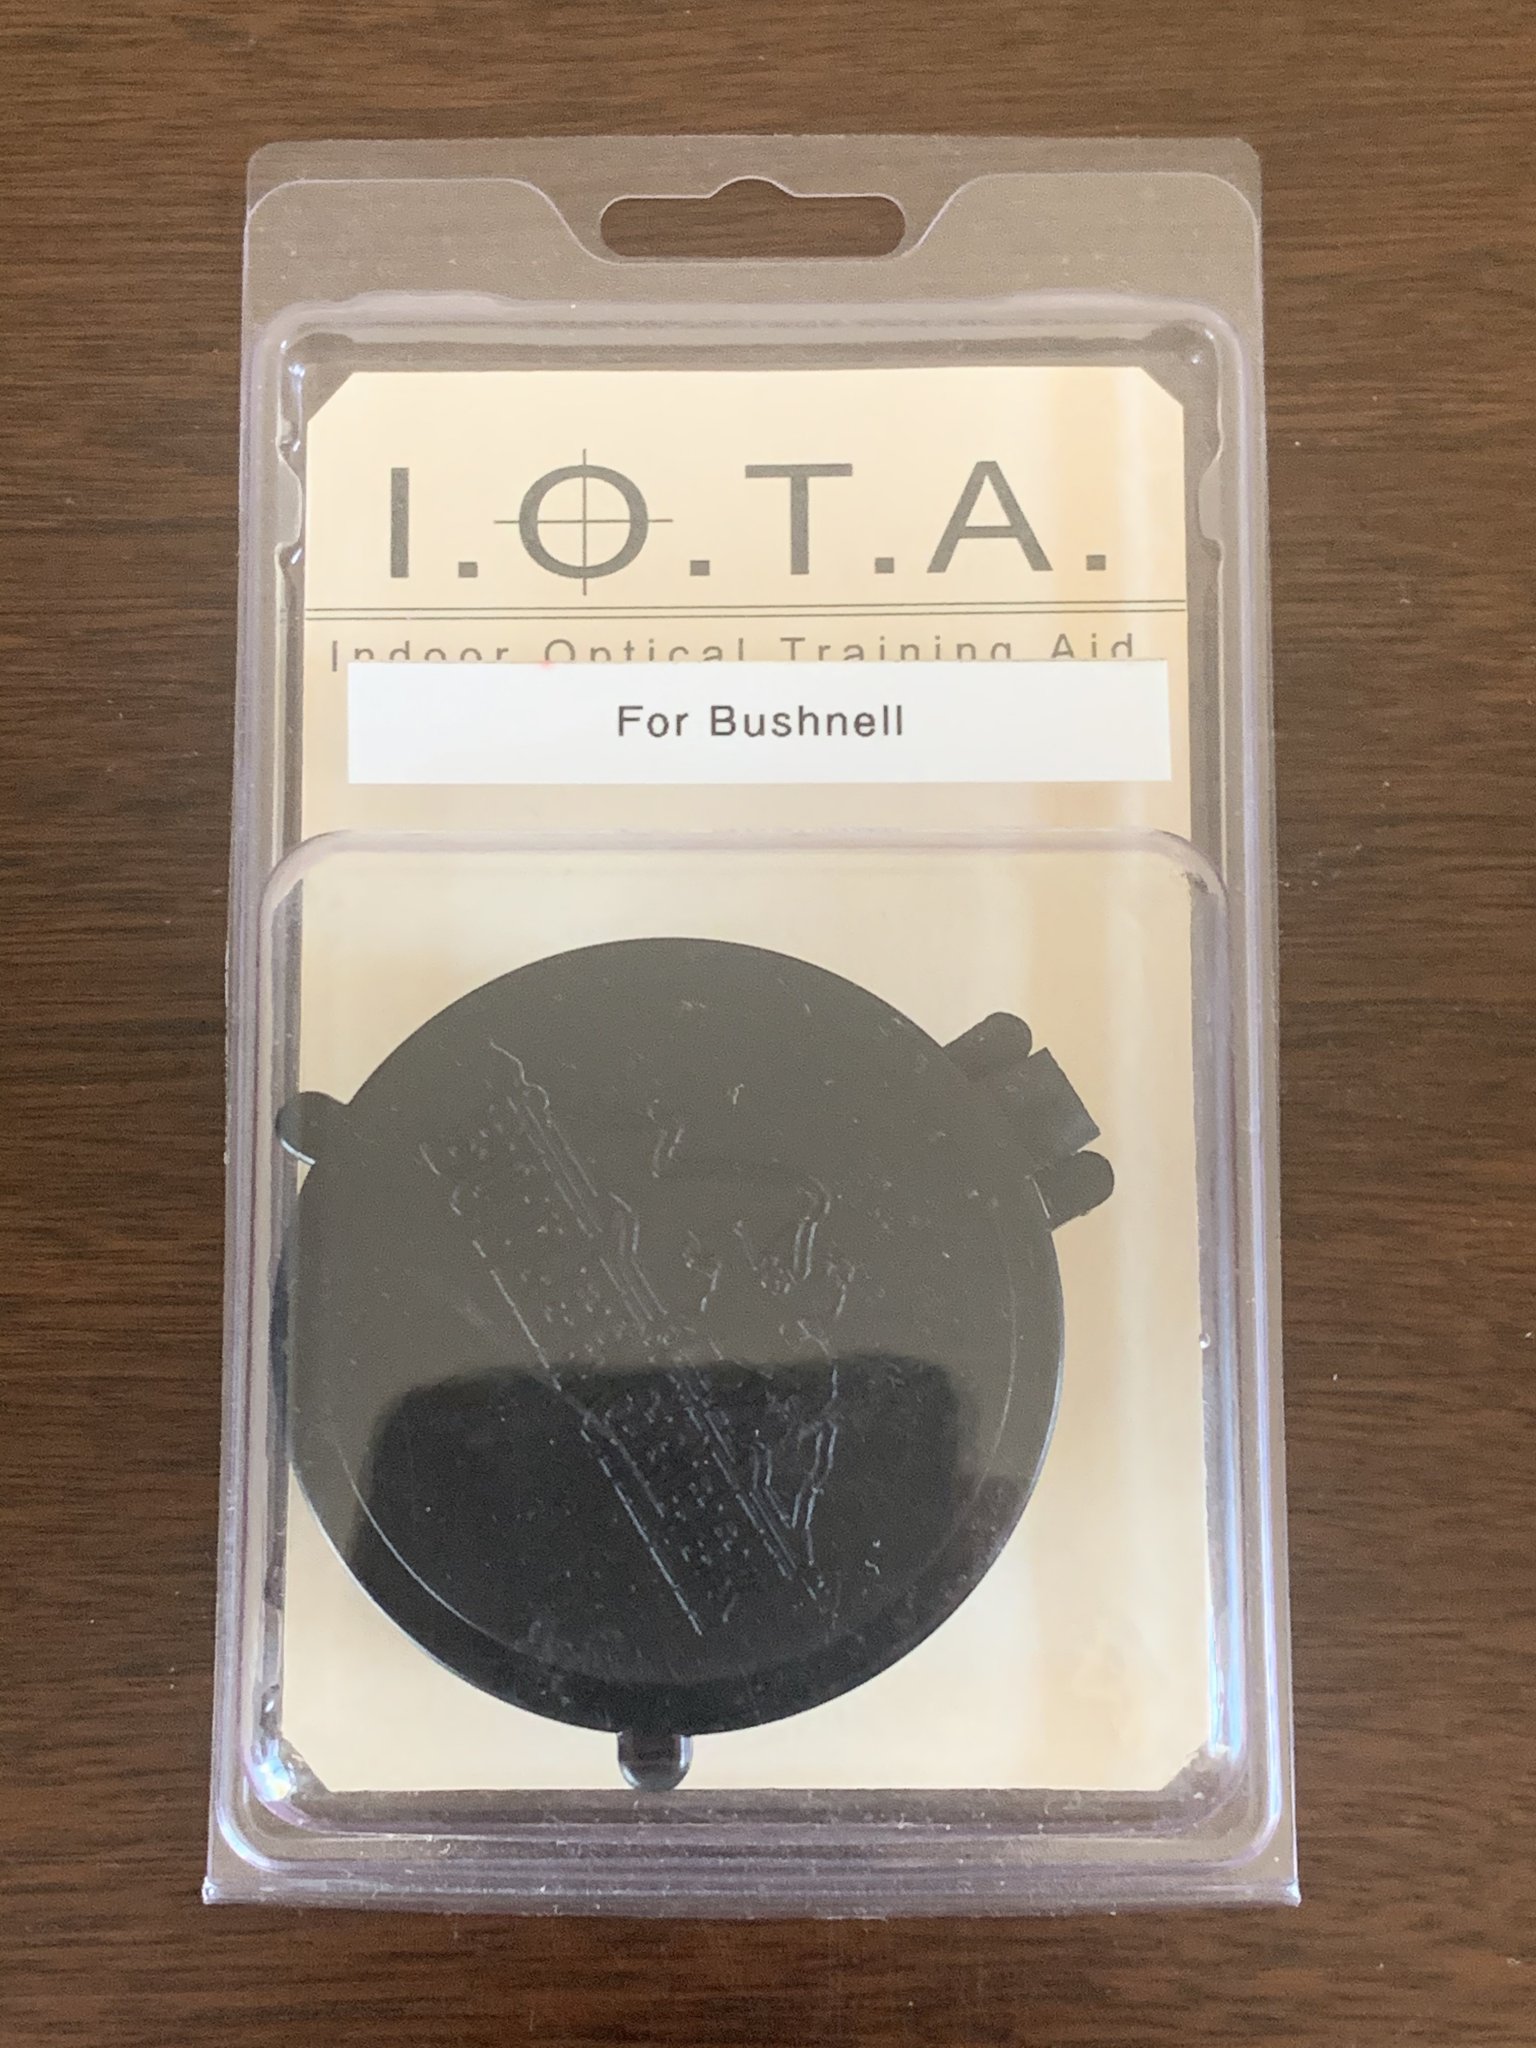 I.O.T.A.
Indoor Optical Training Aid
For Bushnell